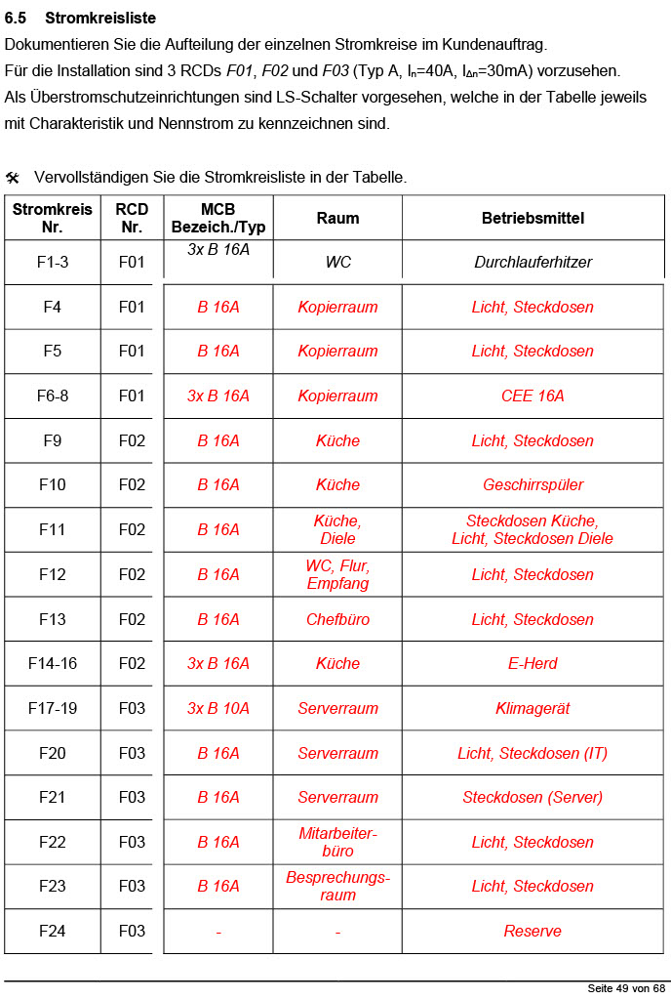 6.5 Stromkreisliste
Dokumentieren Sie die Aufteilung der einzelnen Stromkreise im Kundenauftrag.
Für die Installation sind 3 RCDs F01, F02 und F03 (Typ A, Iₙ=40A, I∆ₙ=30mA) vorzusehen.
Als Überstromschutzeinrichtungen sind LS-Schalter vorgesehen, welche in der Tabelle jeweils
mit Charakteristik und Nennstrom zu kennzeichnen sind.
Vervollständigen Sie die Stromkreisliste in der Tabelle.
Stromkreis Nr. RCD Nr. MCB Bezeich./Typ Raum Betriebsmittel
F1-3 F01 3x B 16A WC Durchlauferhitzer
F4 F01 B 16A Kopierraum Licht, Steckdosen
F5 F01 B 16A Kopierraum Licht, Steckdosen
F6-8 F01 3x B 16A Kopierraum CEE 16A
F9 F02 B 16A Küche Licht, Steckdosen
F10 F02 B 16A Küche Geschirrspüler
F11 F02 B 16A Küche, Diele Steckdosen Küche, Licht, Steckdosen Diele
F12 F02 B 16A WC, Flur, Empfang Licht, Steckdosen
F13 F02 B 16A Chefbüro Licht, Steckdosen
F14-16 F02 3x B 16A Küche E-Herd
F17-19 F03 3x B 10A Serverraum Klimagerät
F20 F03 B 16A Serverraum Licht, Steckdosen (IT)
F21 F03 B 16A Serverraum Steckdosen (Server)
F22 F03 B 16A Mitarbeiter-büro Licht, Steckdosen
F23 F03 B 16A Besprechungs-raum Licht, Steckdosen
F24 F03 - - Reserve
Seite 49 von 68